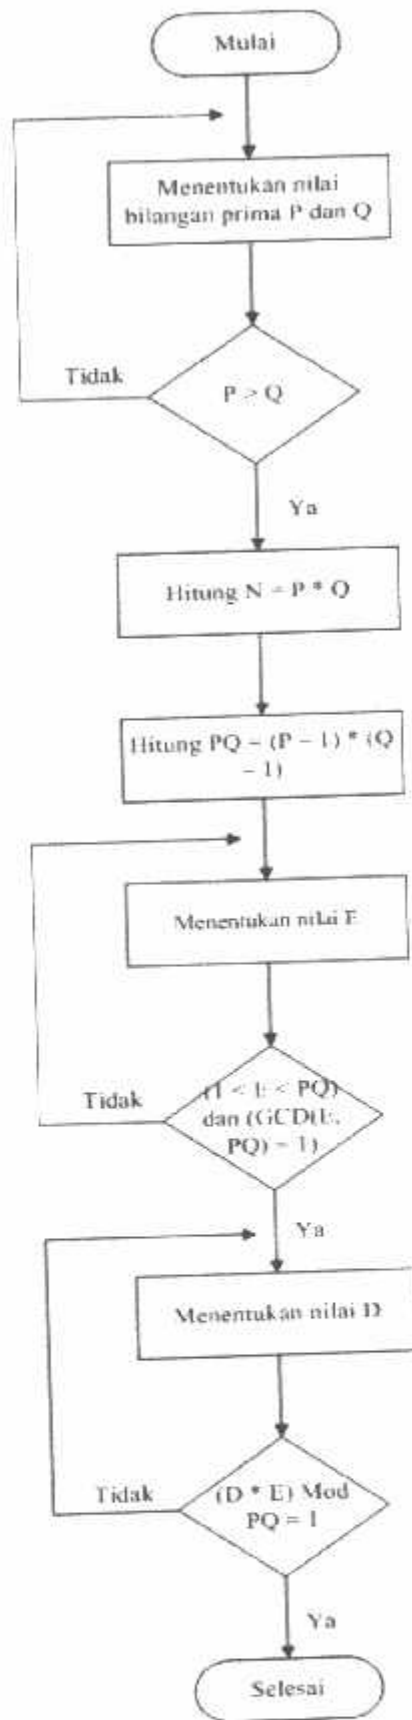 Mulai
Menentukan nilai
bilangan prima P dan Q
Tidak
P > Q
Ya
Hitung N = P * Q
Hitung PQ = (P - 1) * (Q
- 1)
Menentukan nilai E
Tidak
(1 < E < PQ)
dan (GCD(E,
PQ) = 1)
Ya
Menentukan nilai D
Tidak
(D * E) Mod
PQ = 1
Ya
Selesai